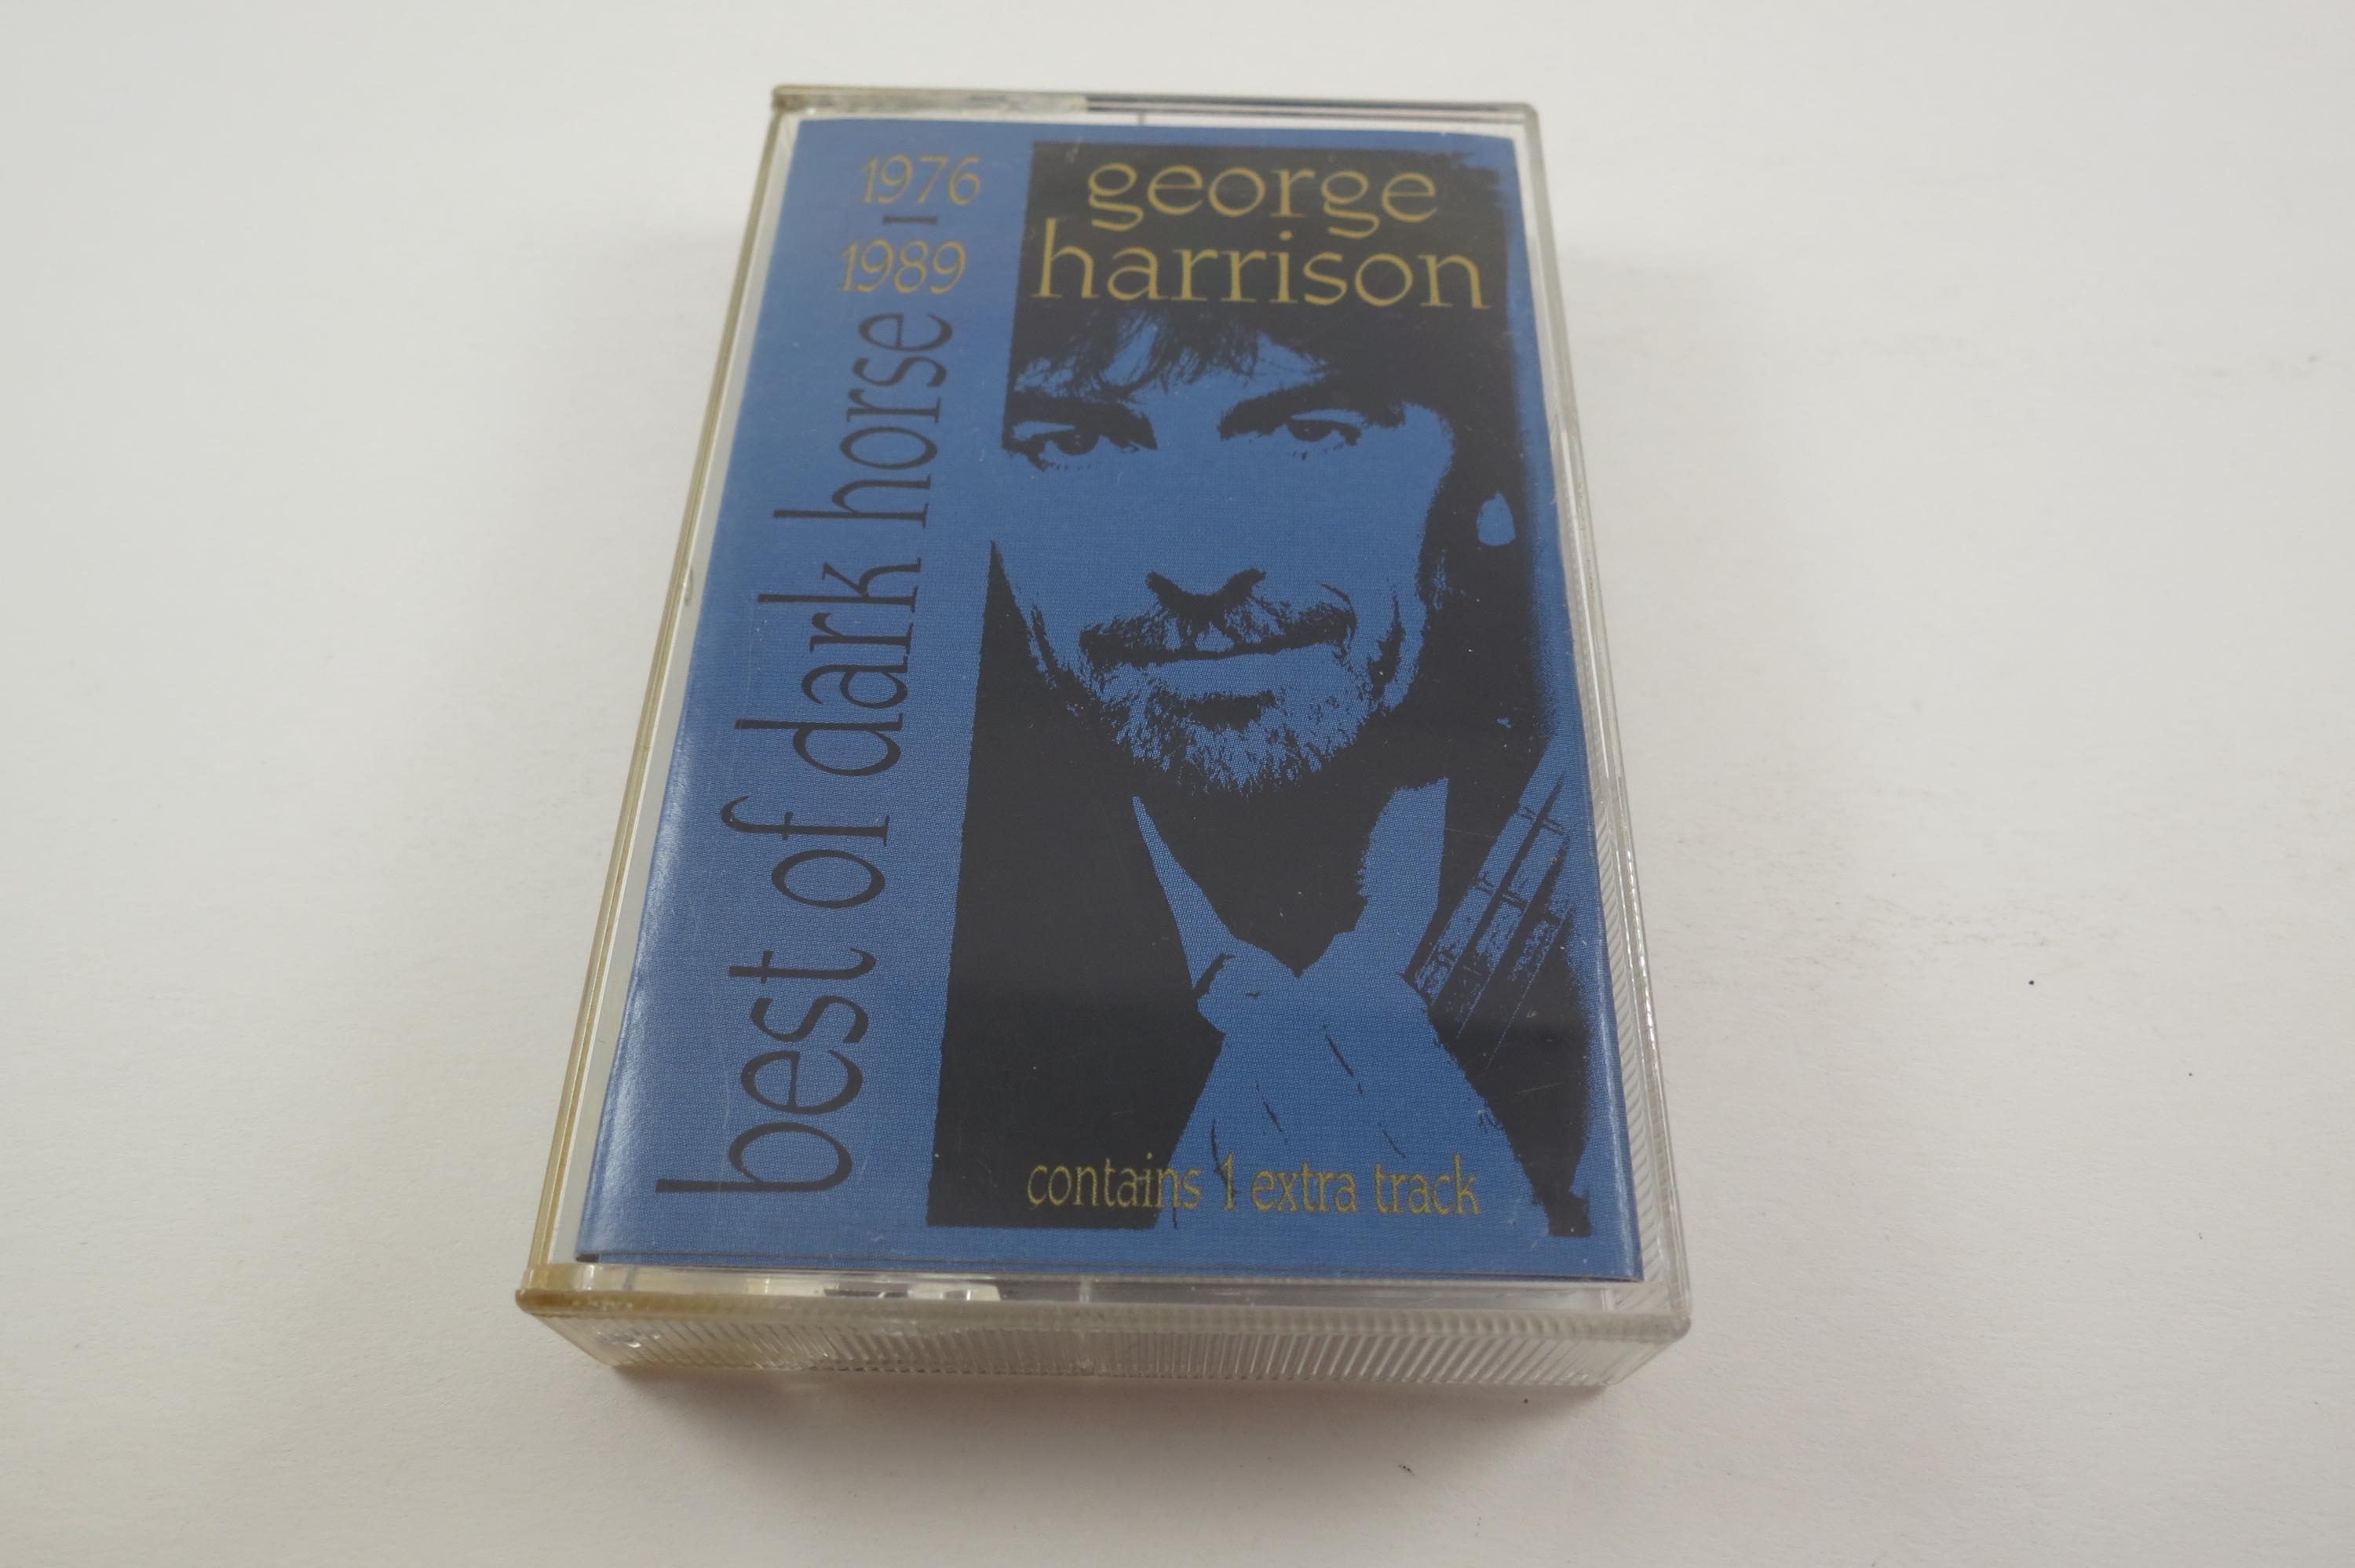 george
harrison
best of dark horse
1976
–
1989
contains 1 extra track